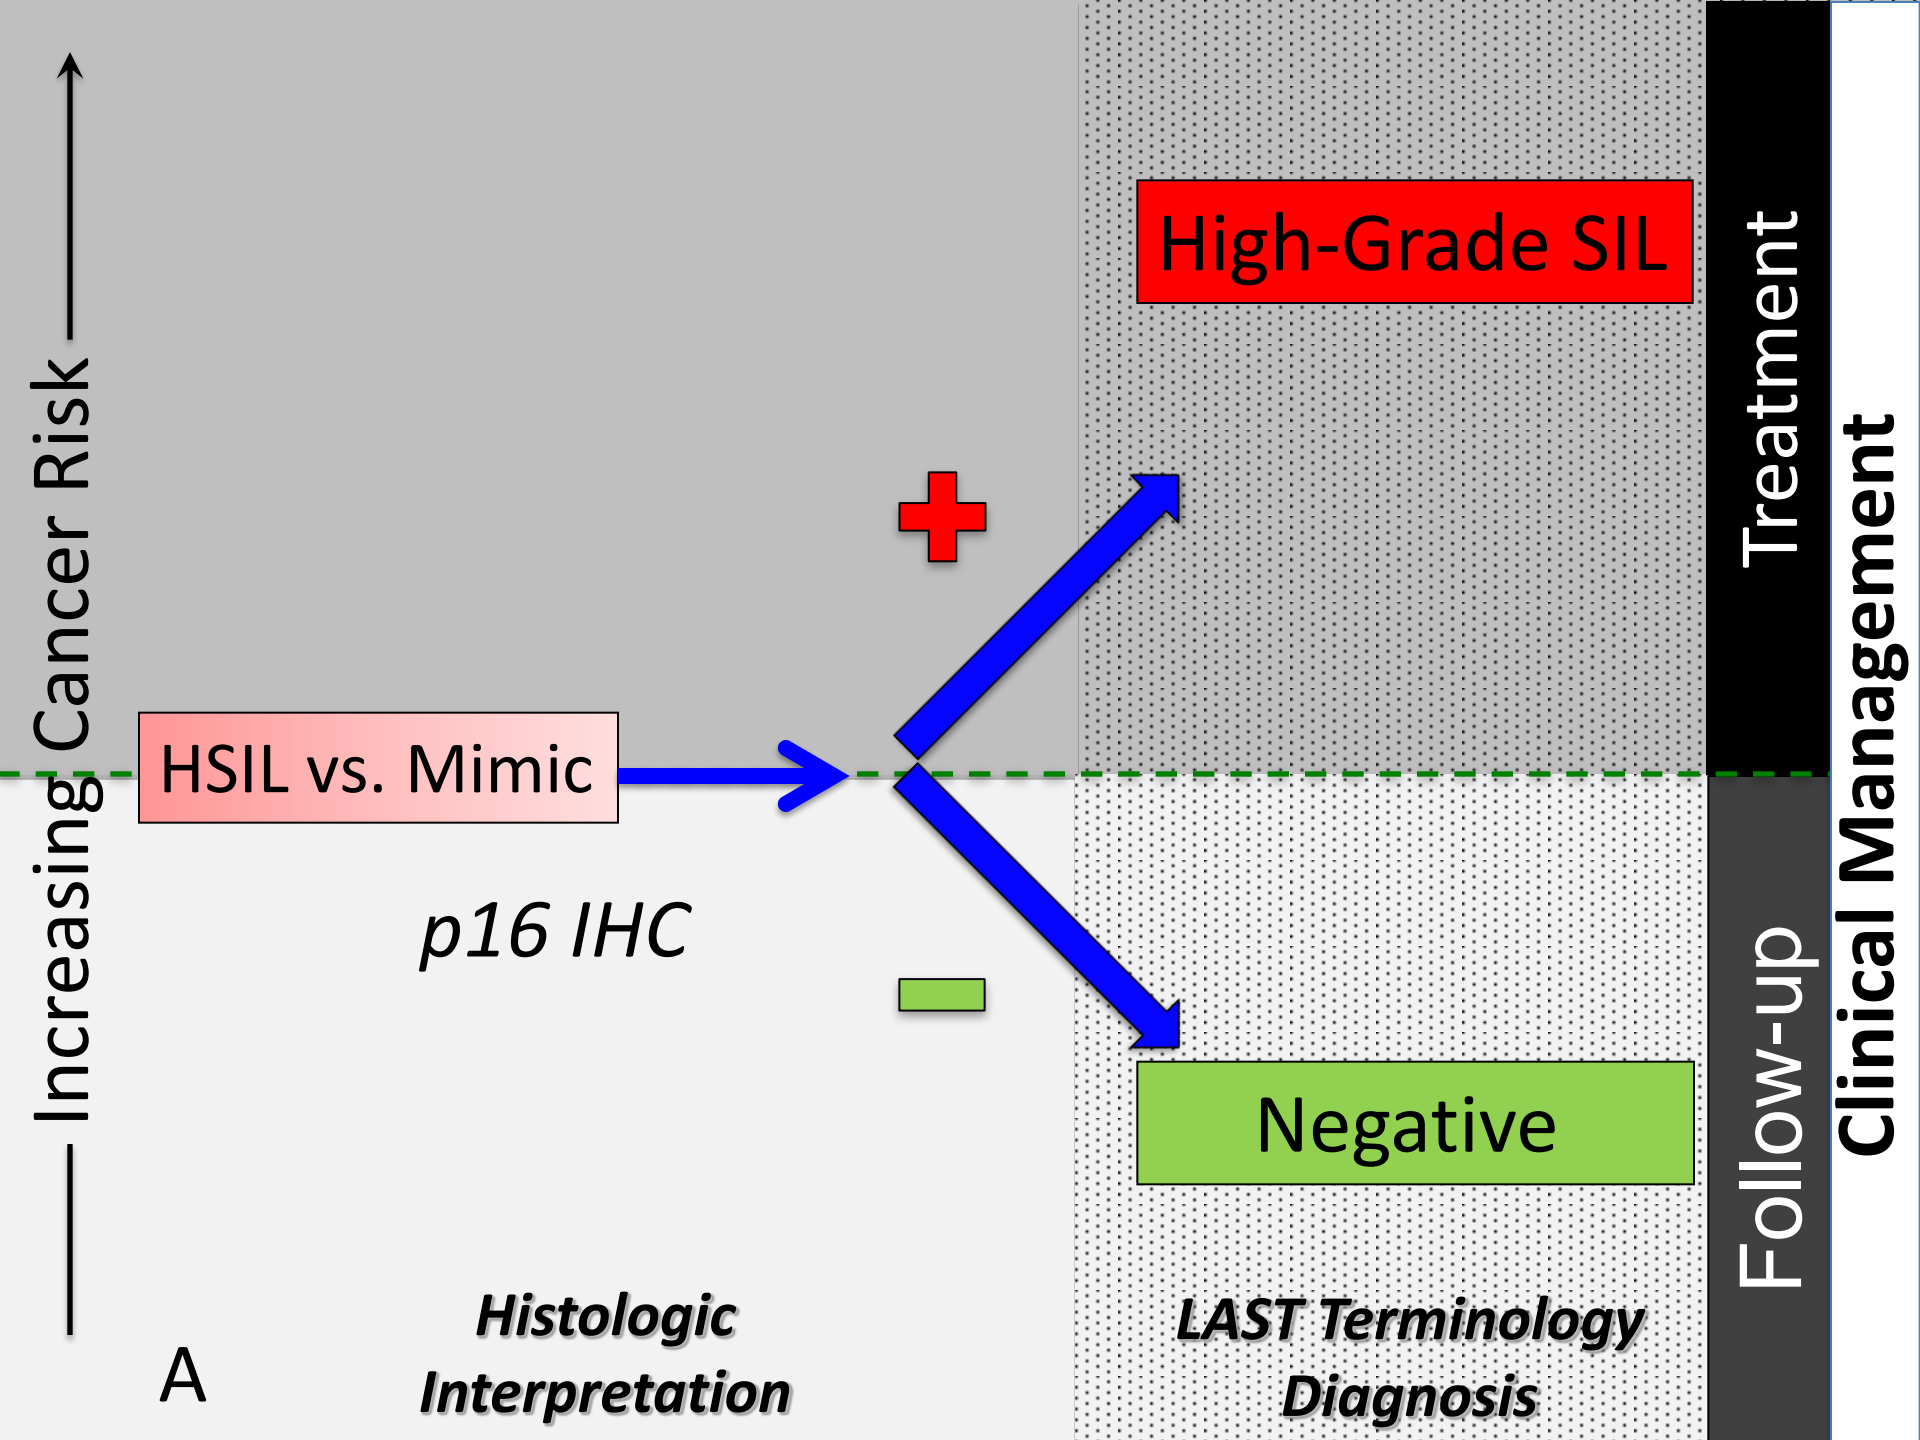 Increasing Cancer Risk
HSIL vs. Mimic
p16 IHC
High-Grade SIL
Negative
Treatment
Follow-up
Clinical Management
Histologic
Interpretation
LAST Terminology
Diagnosis
A